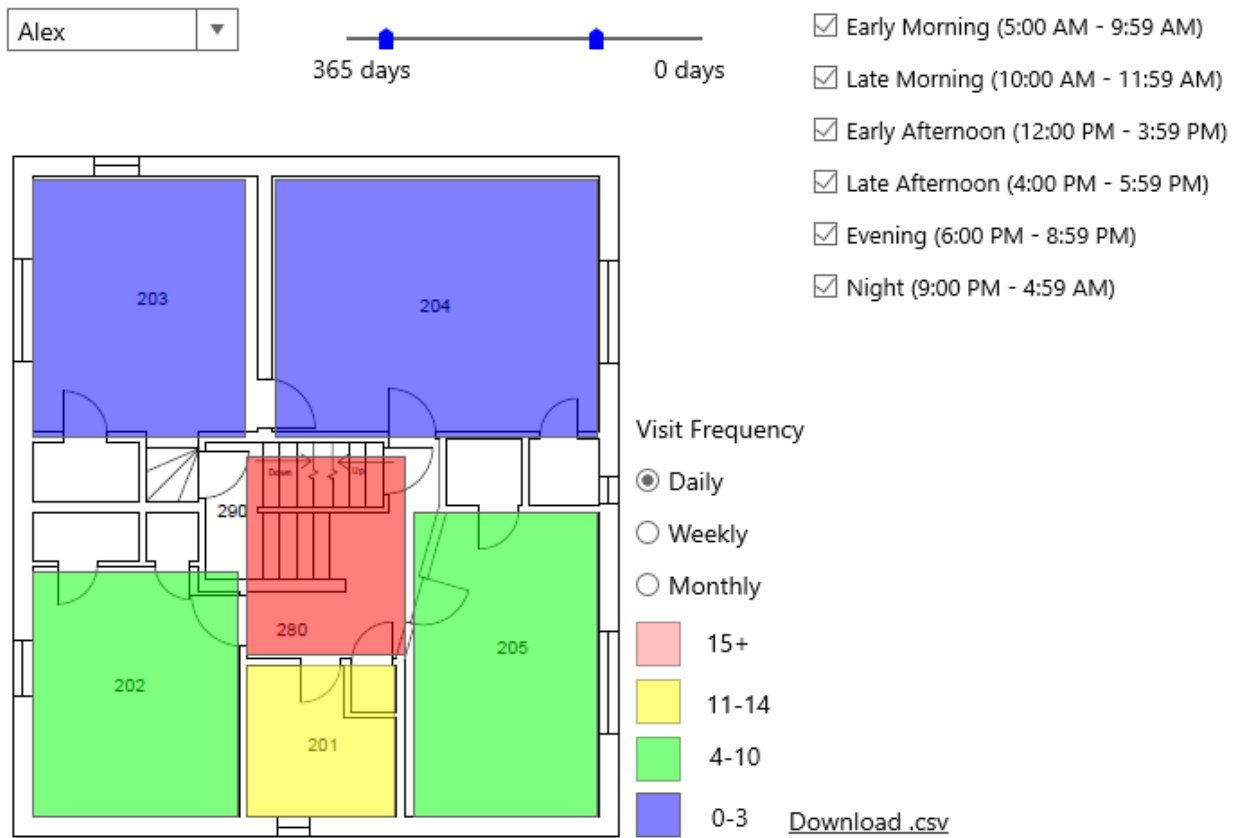 Alex
365 days
0 days
Early Morning (5:00 AM - 9:59 AM)
Late Morning (10:00 AM - 11:59 AM)
Early Afternoon (12:00 PM - 3:59 PM)
Late Afternoon (4:00 PM - 5:59 PM)
Evening (6:00 PM - 8:59 PM)
Night (9:00 PM - 4:59 AM)
203
204
Down
Up
290
280
205
202
201
Visit Frequency
Daily
Weekly
Monthly
15+
11-14
4-10
0-3
Download .csv